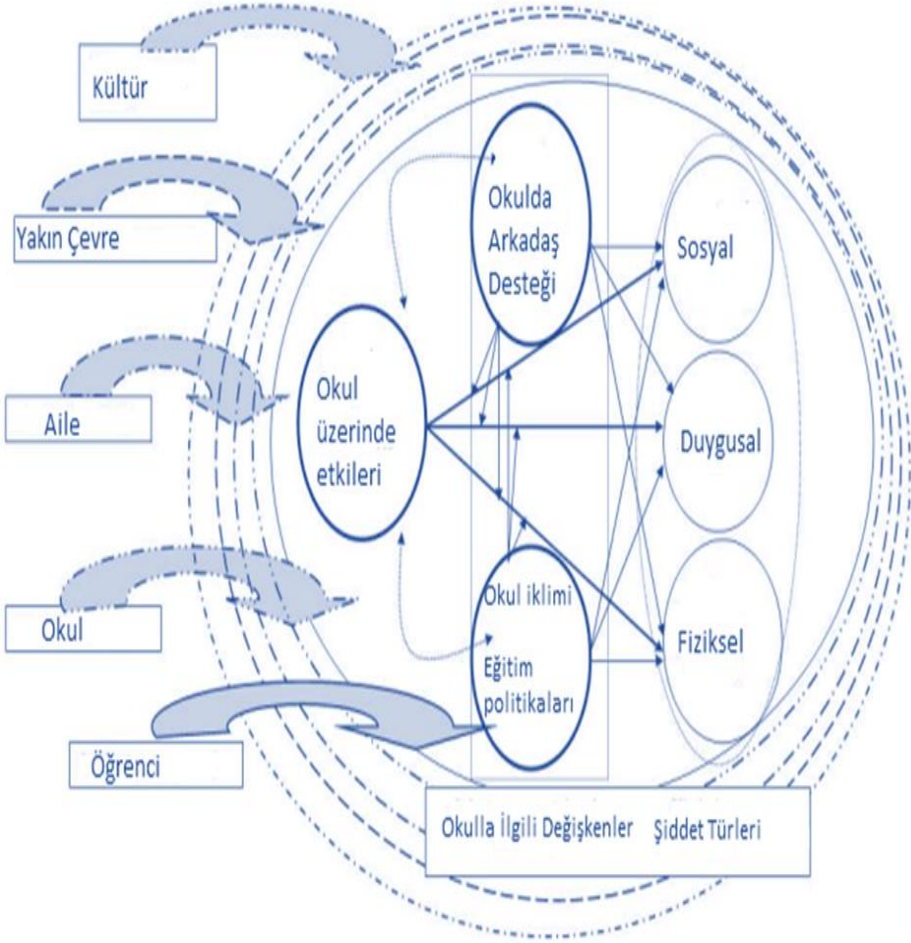 Kültür
Yakın Çevre
Aile
Okul
Öğrenci
Okul
üzerinde
etkileri
Okulda
Arkadaş
Desteği
Okul iklimi
Eğitim
politikaları
Sosyal
Duygusal
Fiziksel
Okulla İlgili Değişkenler Şiddet Türleri